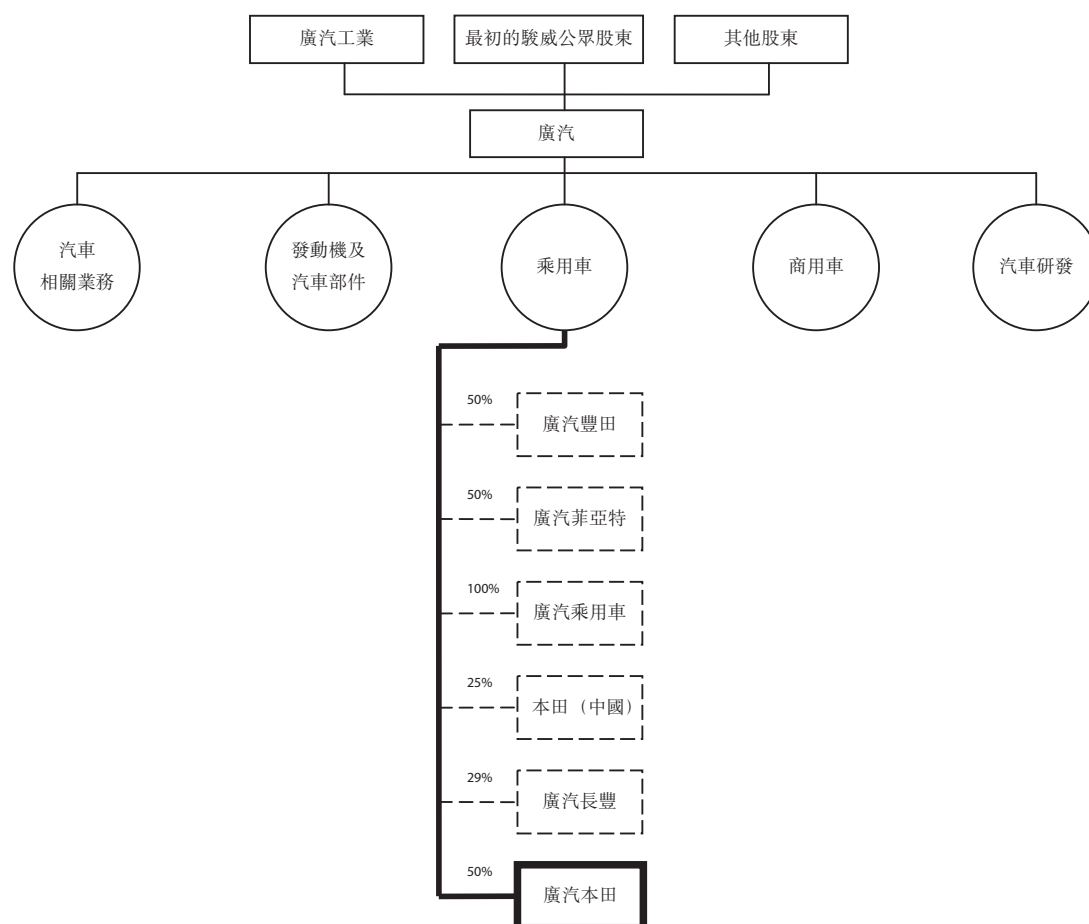 廣汽工業
最初的駿威公眾股東
其他股東
廣汽
汽車
相關業務
發動機及
汽車部件
乘用車
商用車
汽車研發
50%
廣汽豐田
50%
廣汽菲亞特
100%
廣汽乘用車
25%
本田（中國）
29%
廣汽長豐
50%
廣汽本田